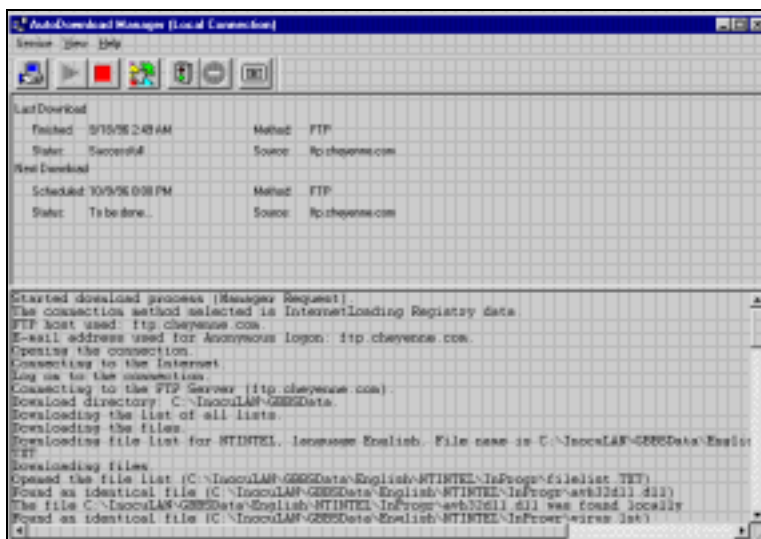 AutoDownload Manager (Local Connection)
Service View Help
Last Download
Finished: 9/10/96 2:49 AM Method: FTP
Status: Successful! Source: ftp.cheyenne.com
Next Download
Scheduled: 10/9/96 8:00 PM Method: FTP
Status: To be done... Source: ftp.cheyenne.com
Started download process (Manager Request).
The connection method selected is InternetLoading Registry data.
FTP host used: ftp.cheyenne.com.
E-mail address used for Anonymous logon: ftp.cheyenne.com.
Opening the connection.
Connecting to the Internet.
Log on to the connection.
Connecting to the FTP Server (ftp.cheyenne.com).
Download directory: C:\InocuLAN\GBBSData.
Downloading the list of all lists.
Downloading the files.
Downloading file list for NTINTEL, language English. File name is C:\InocuLAN\GBBSData\Englis
TXT
Downloading files.
Opened the file list (C:\InocuLAN\GBBSData\English\NTINTEL\InProgr\filelist.TXT)
Found an identical file (C:\InocuLAN\GBBSData\English\NTINTEL\InProgr\avh32dll.dll)
The file C:\InocuLAN\GBBSData\English\NTINTEL\InProgr\avh32dll.dll was found locally
Found an identical file (C:\InocuLAN\GBBSData\English\NTINTEL\InProgr\virus.lst)